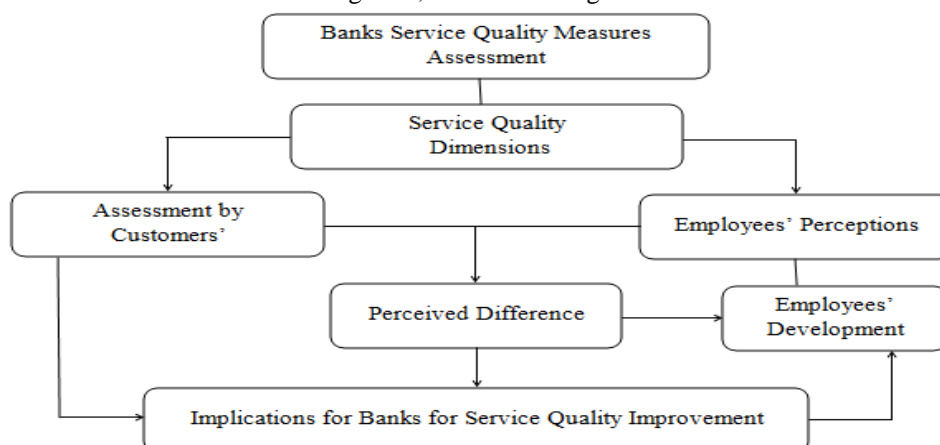 Banks Service Quality Measures
Assessment
Service Quality
Dimensions
Assessment by
Customers’
Employees’ Perceptions
Perceived Difference
Employees’
Development
Implications for Banks for Service Quality Improvement